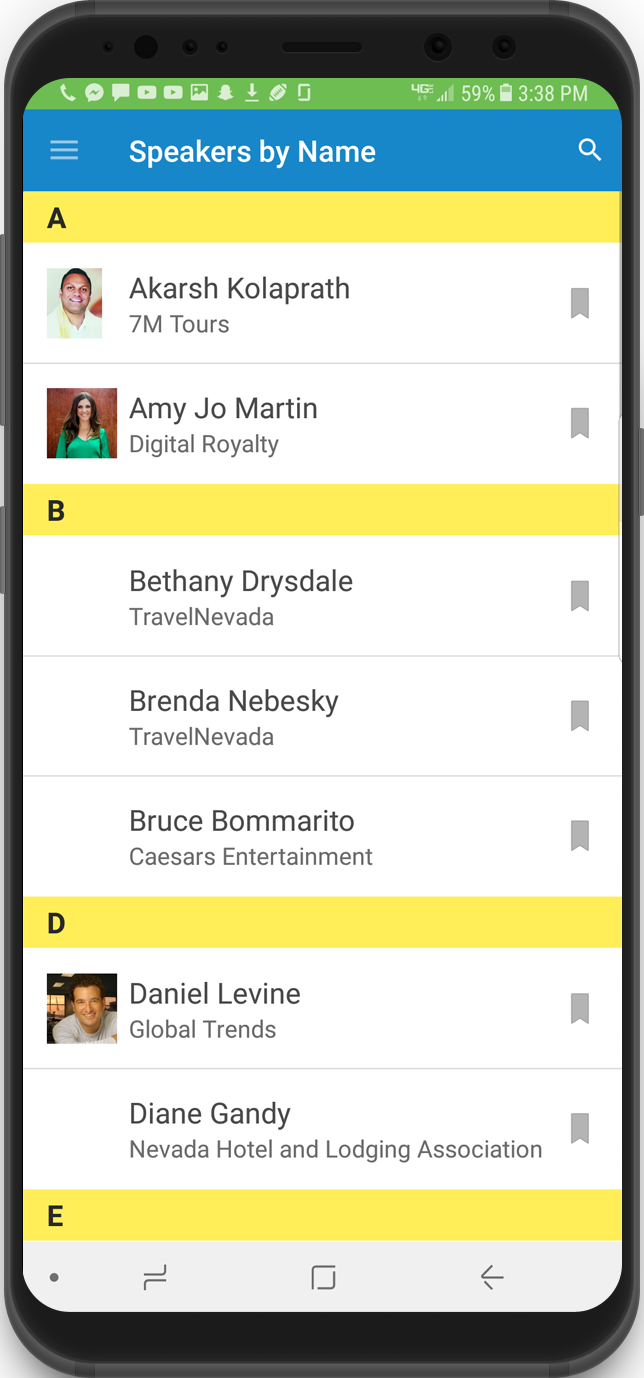 4GE 59% 3:38 PM
Speakers by Name
A
Akarsh Kolaprath
7M Tours
Amy Jo Martin
Digital Royalty
B
Bethany Drysdale
TravelNevada
Brenda Nebesky
TravelNevada
Bruce Bommarito
Caesars Entertainment
D
Daniel Levine
Global Trends
Diane Gandy
Nevada Hotel and Lodging Association
E